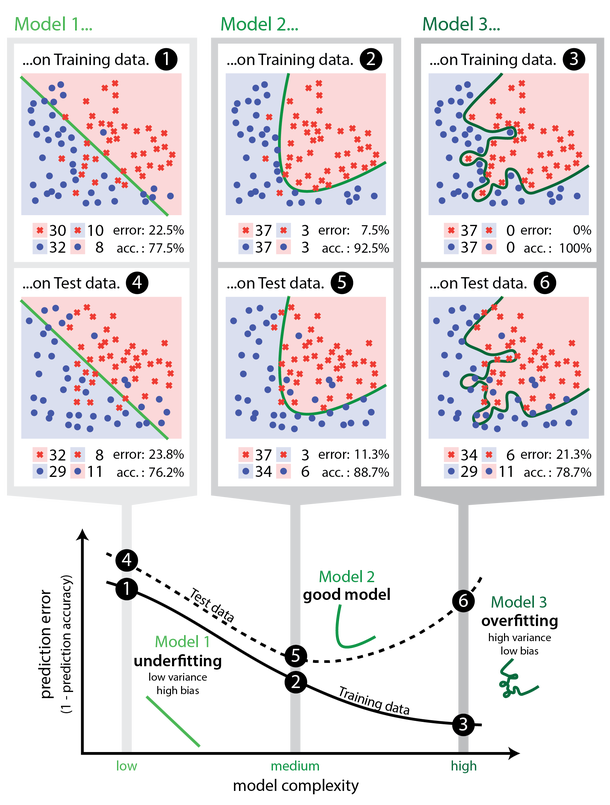 Model 1...
Model 2...
Model 3...
...on Training data. 1
...on Training data. 2
...on Training data. 3
30 10 error: 22.5%
32 8 acc.: 77.5%
37 3 error: 7.5%
37 3 acc.: 92.5%
37 0 error: 0%
37 0 acc.: 100%
...on Test data. 4
...on Test data. 5
...on Test data. 6
32 8 error: 23.8%
29 11 acc.: 76.2%
37 3 error: 11.3%
34 6 acc.: 88.7%
34 6 error: 21.3%
29 11 acc.: 78.7%
prediction error
(1 - prediction accuracy)
4
1
Test data
Model 1
underfitting
low variance
high bias
5
2
Model 2
good model
Training data
6
3
Model 3
overfitting
high variance
low bias
low
medium
high
model complexity